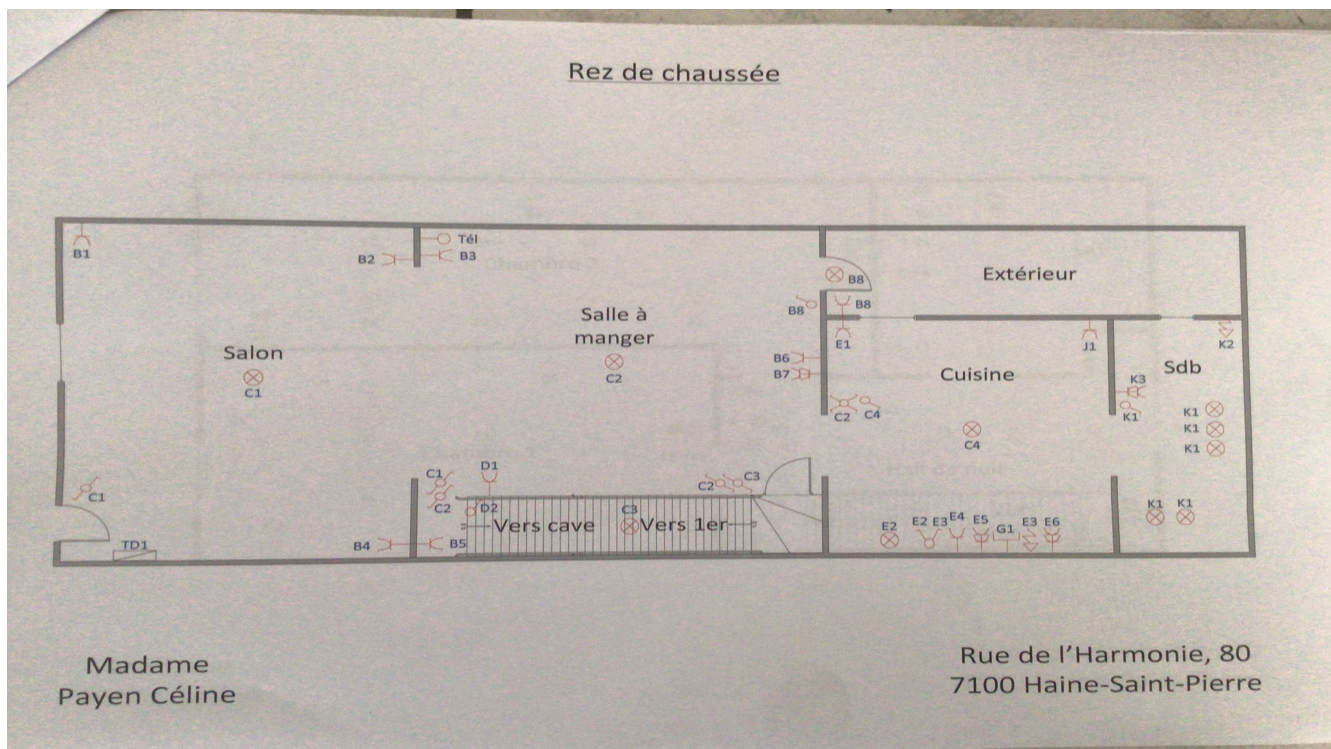 Rez de chaussée
B1
Tél
B2
B3
B8
Extérieur
B8
B8
Salle à
manger
E1
J1
K2
Salon
B6
B7
Cuisine
Sdb
C1
C2
K3
C2
C4
K1
K1
K1
K1
C4
C1
C1
D1
C2
C3
C2
D2
C3
Vers cave
Vers 1er
K1
K1
E2
E2
E3
E4
E5
G1
E3
E6
TD1
B4
B5
Madame
Payen Céline
Rue de l'Harmonie, 80
7100 Haine-Saint-Pierre